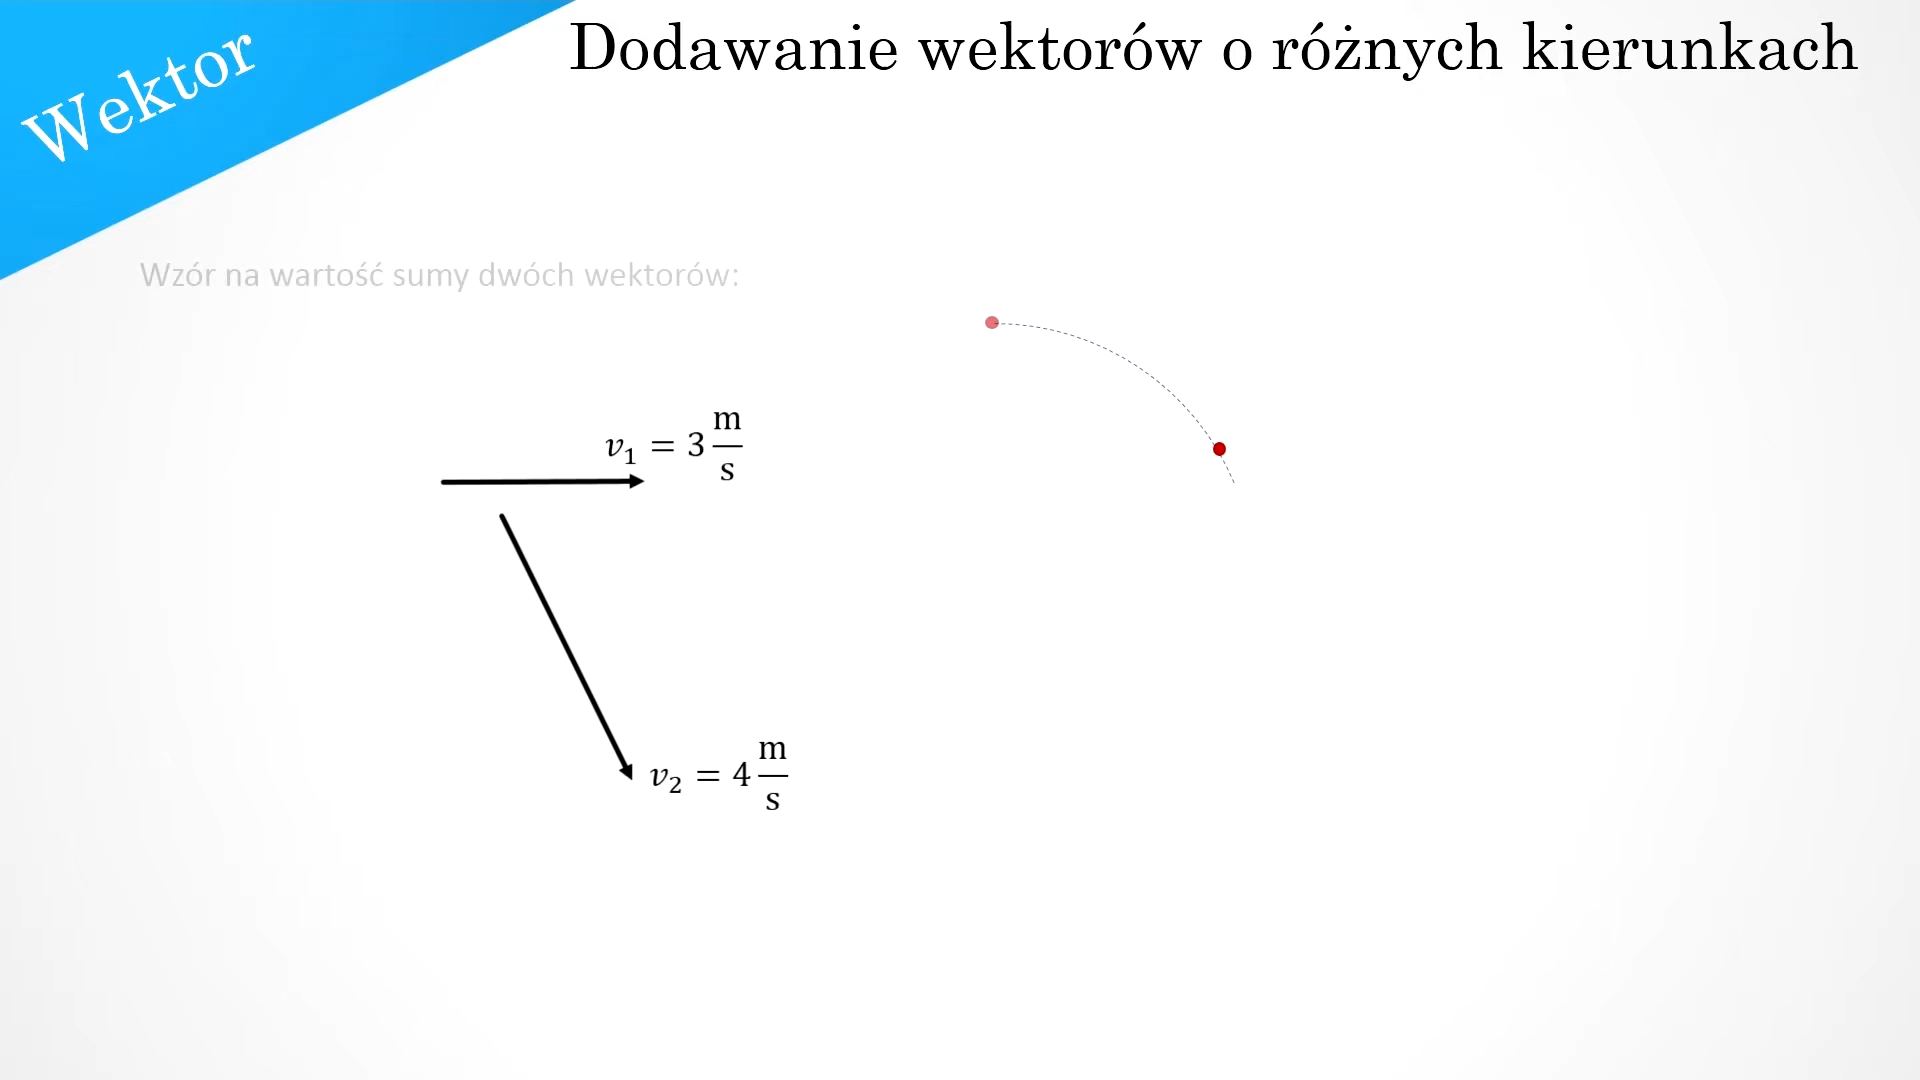 Wektor
Dodawanie wektorów o różnych kierunkach
Wzór na wartość sumy dwóch wektorów:
v₁ = 3 m/s
v₂ = 4 m/s